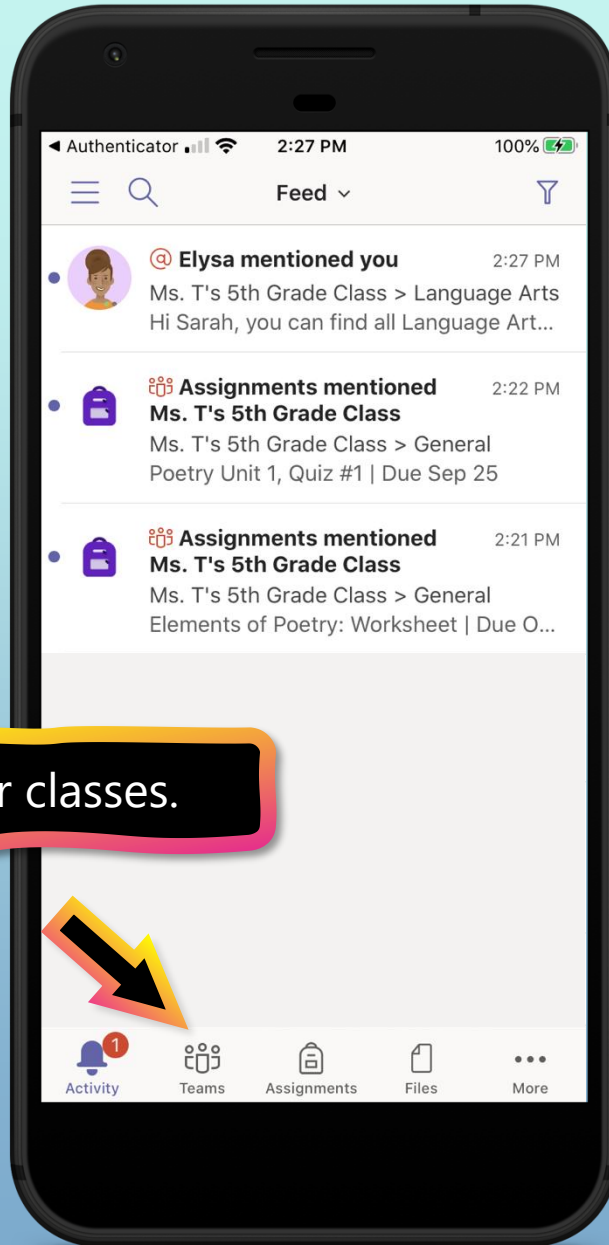 ◄ Authenticator 2:27 PM 100%
Feed
@ Elysa mentioned you 2:27 PM
Ms. T's 5th Grade Class > Language Arts
Hi Sarah, you can find all Language Art...
Assignments mentioned 2:22 PM
Ms. T's 5th Grade Class
Ms. T's 5th Grade Class > General
Poetry Unit 1, Quiz #1 | Due Sep 25
Assignments mentioned 2:21 PM
Ms. T's 5th Grade Class
Ms. T's 5th Grade Class > General
Elements of Poetry: Worksheet | Due O...
r classes.
1
Activity Teams Assignments Files More